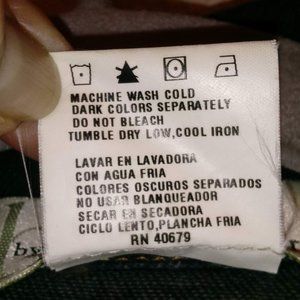 MACHINE WASH COLD
DARK COLORS SEPARATELY
DO NOT BLEACH
TUMBLE DRY LOW,COOL IRON
LAVAR EN LAVADORA
CON AGUA FRIA
COLORES OSCUROS SEPARADOS
NO USAR BLANQUEADOR
SECAR EN SECADORA
CICLO LENTO,PLANCHA FRIA
RN 40679
by